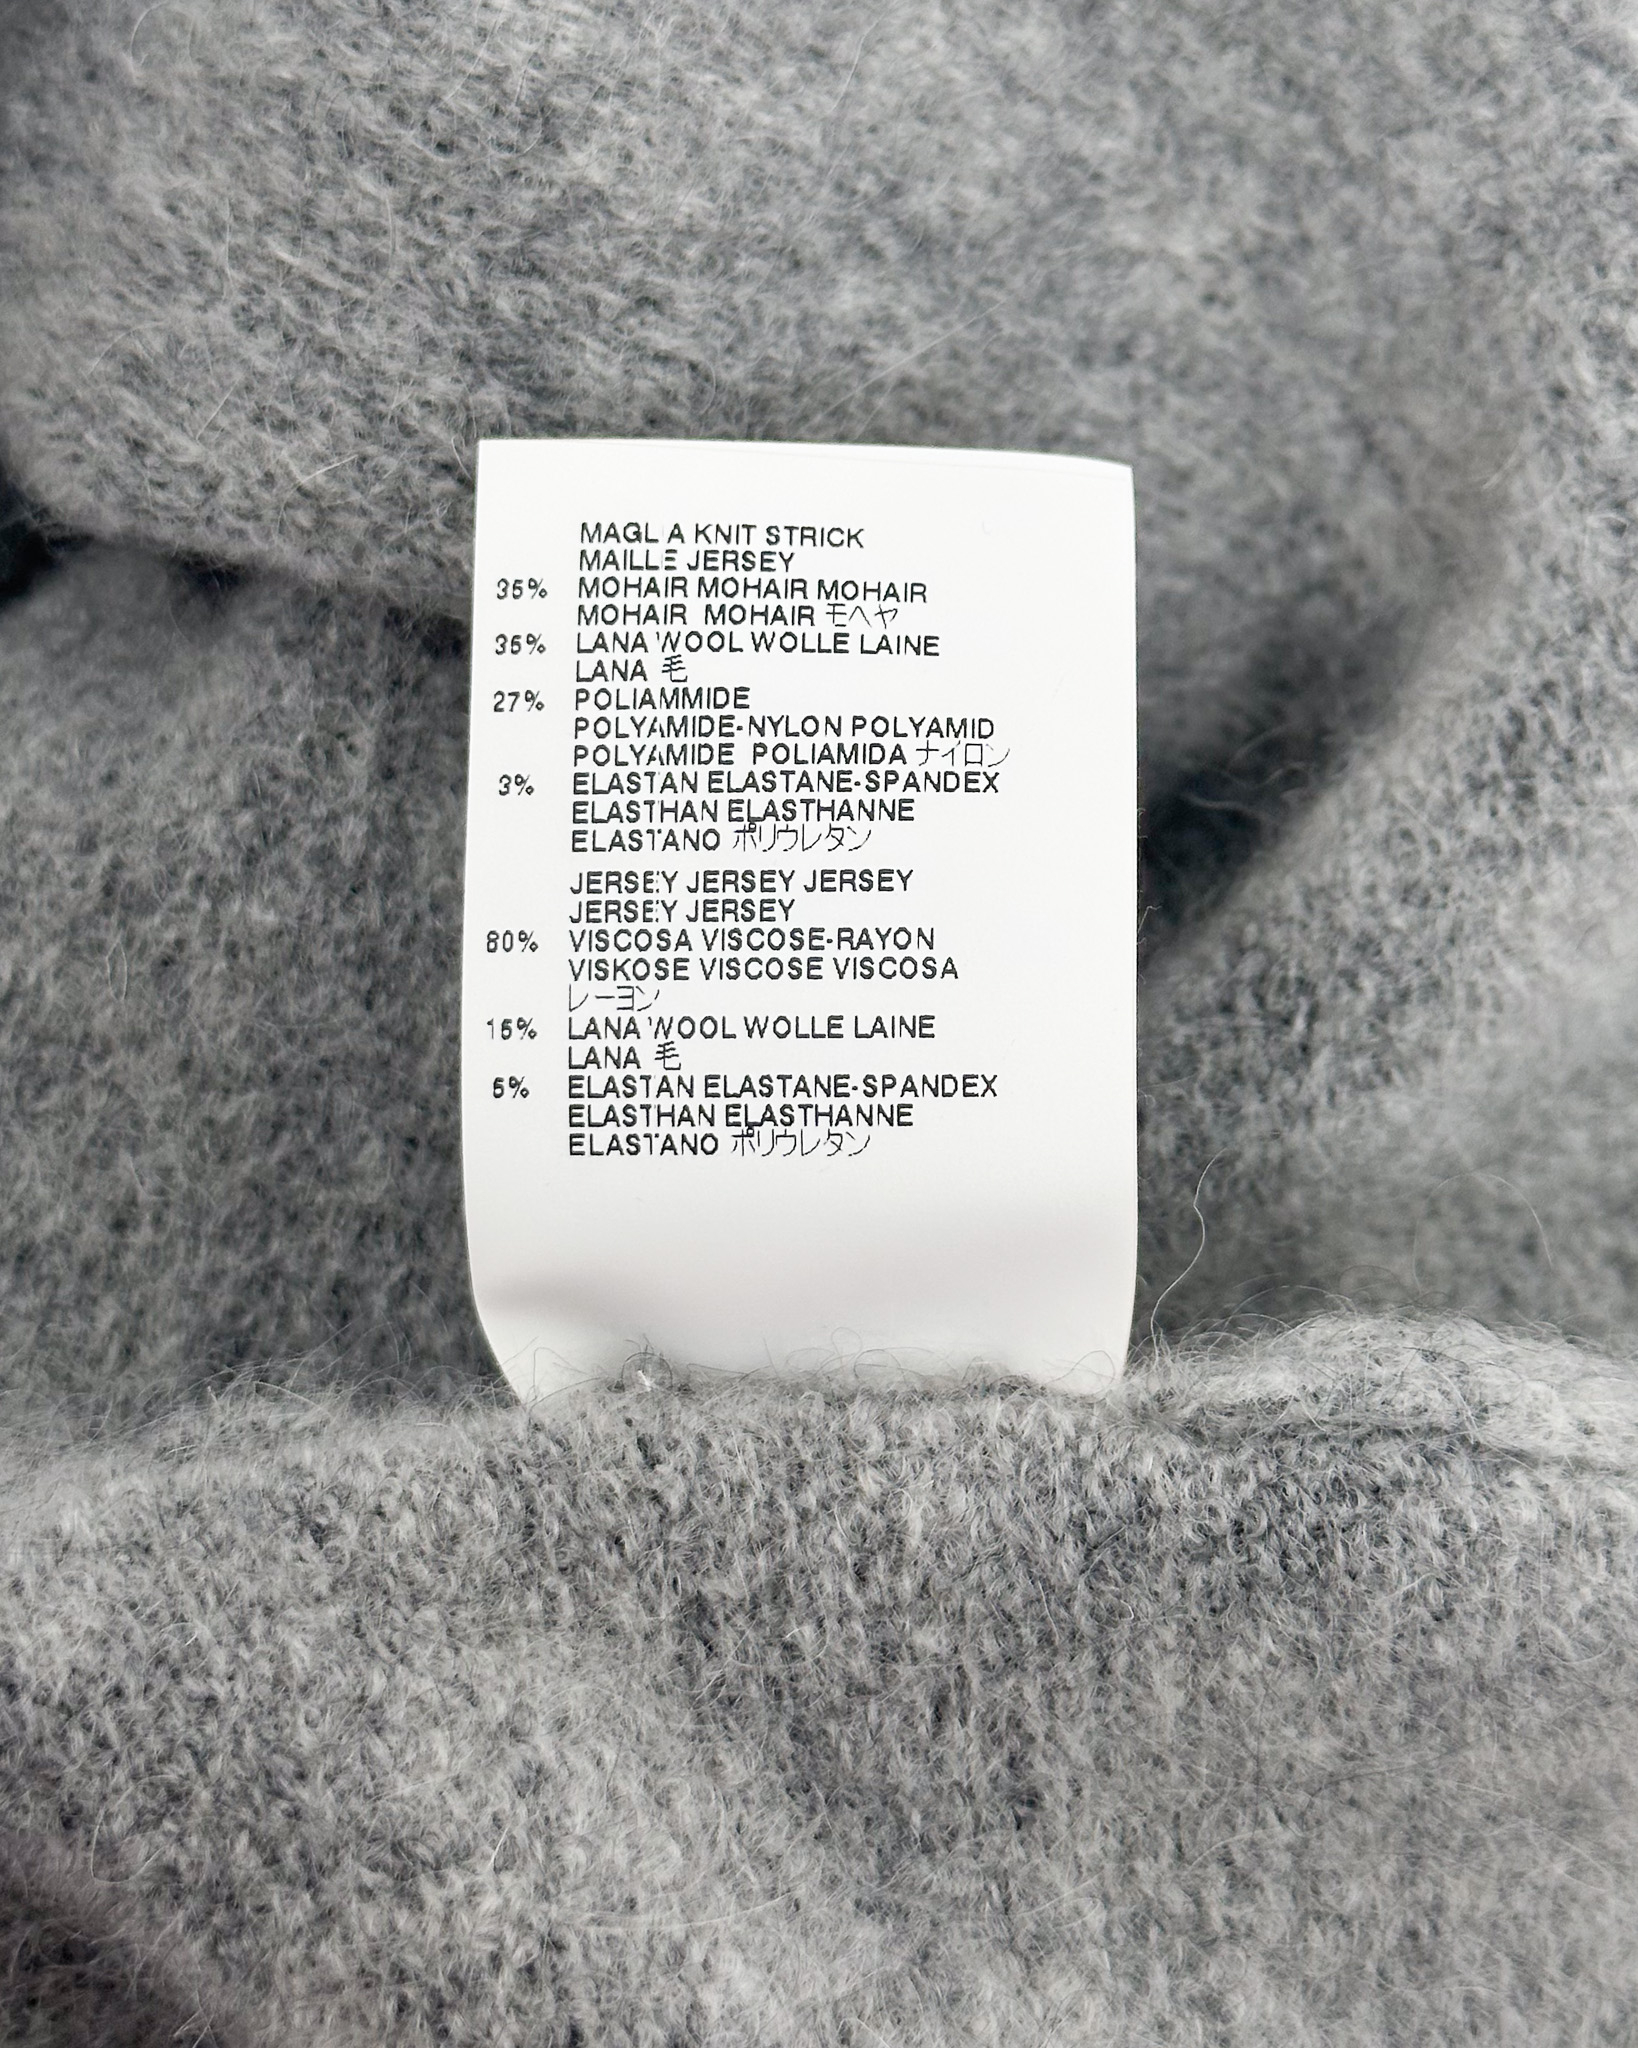 MAGLIA KNIT STRICK
MAILLE JERSEY
35% MOHAIR MOHAIR MOHAIR
MOHAIR MOHAIR モヘヤ
35% LANA WOOL WOLLE LAINE
LANA 毛
27% POLIAMMIDE
POLYAMIDE-NYLON POLYAMID
POLYAMIDE POLIAMIDA ナイロン
3% ELASTAN ELASTANE-SPANDEX
ELASTHAN ELASTHANNE
ELASTANO ポリウレタン
JERSEY JERSEY JERSEY
JERSEY JERSEY
80% VISCOSA VISCOSE-RAYON
VISKOSE VISCOSE VISCOSA
レーヨン
15% LANA WOOL WOLLE LAINE
LANA 毛
5% ELASTAN ELASTANE-SPANDEX
ELASTHAN ELASTHANNE
ELASTANO ポリウレタン